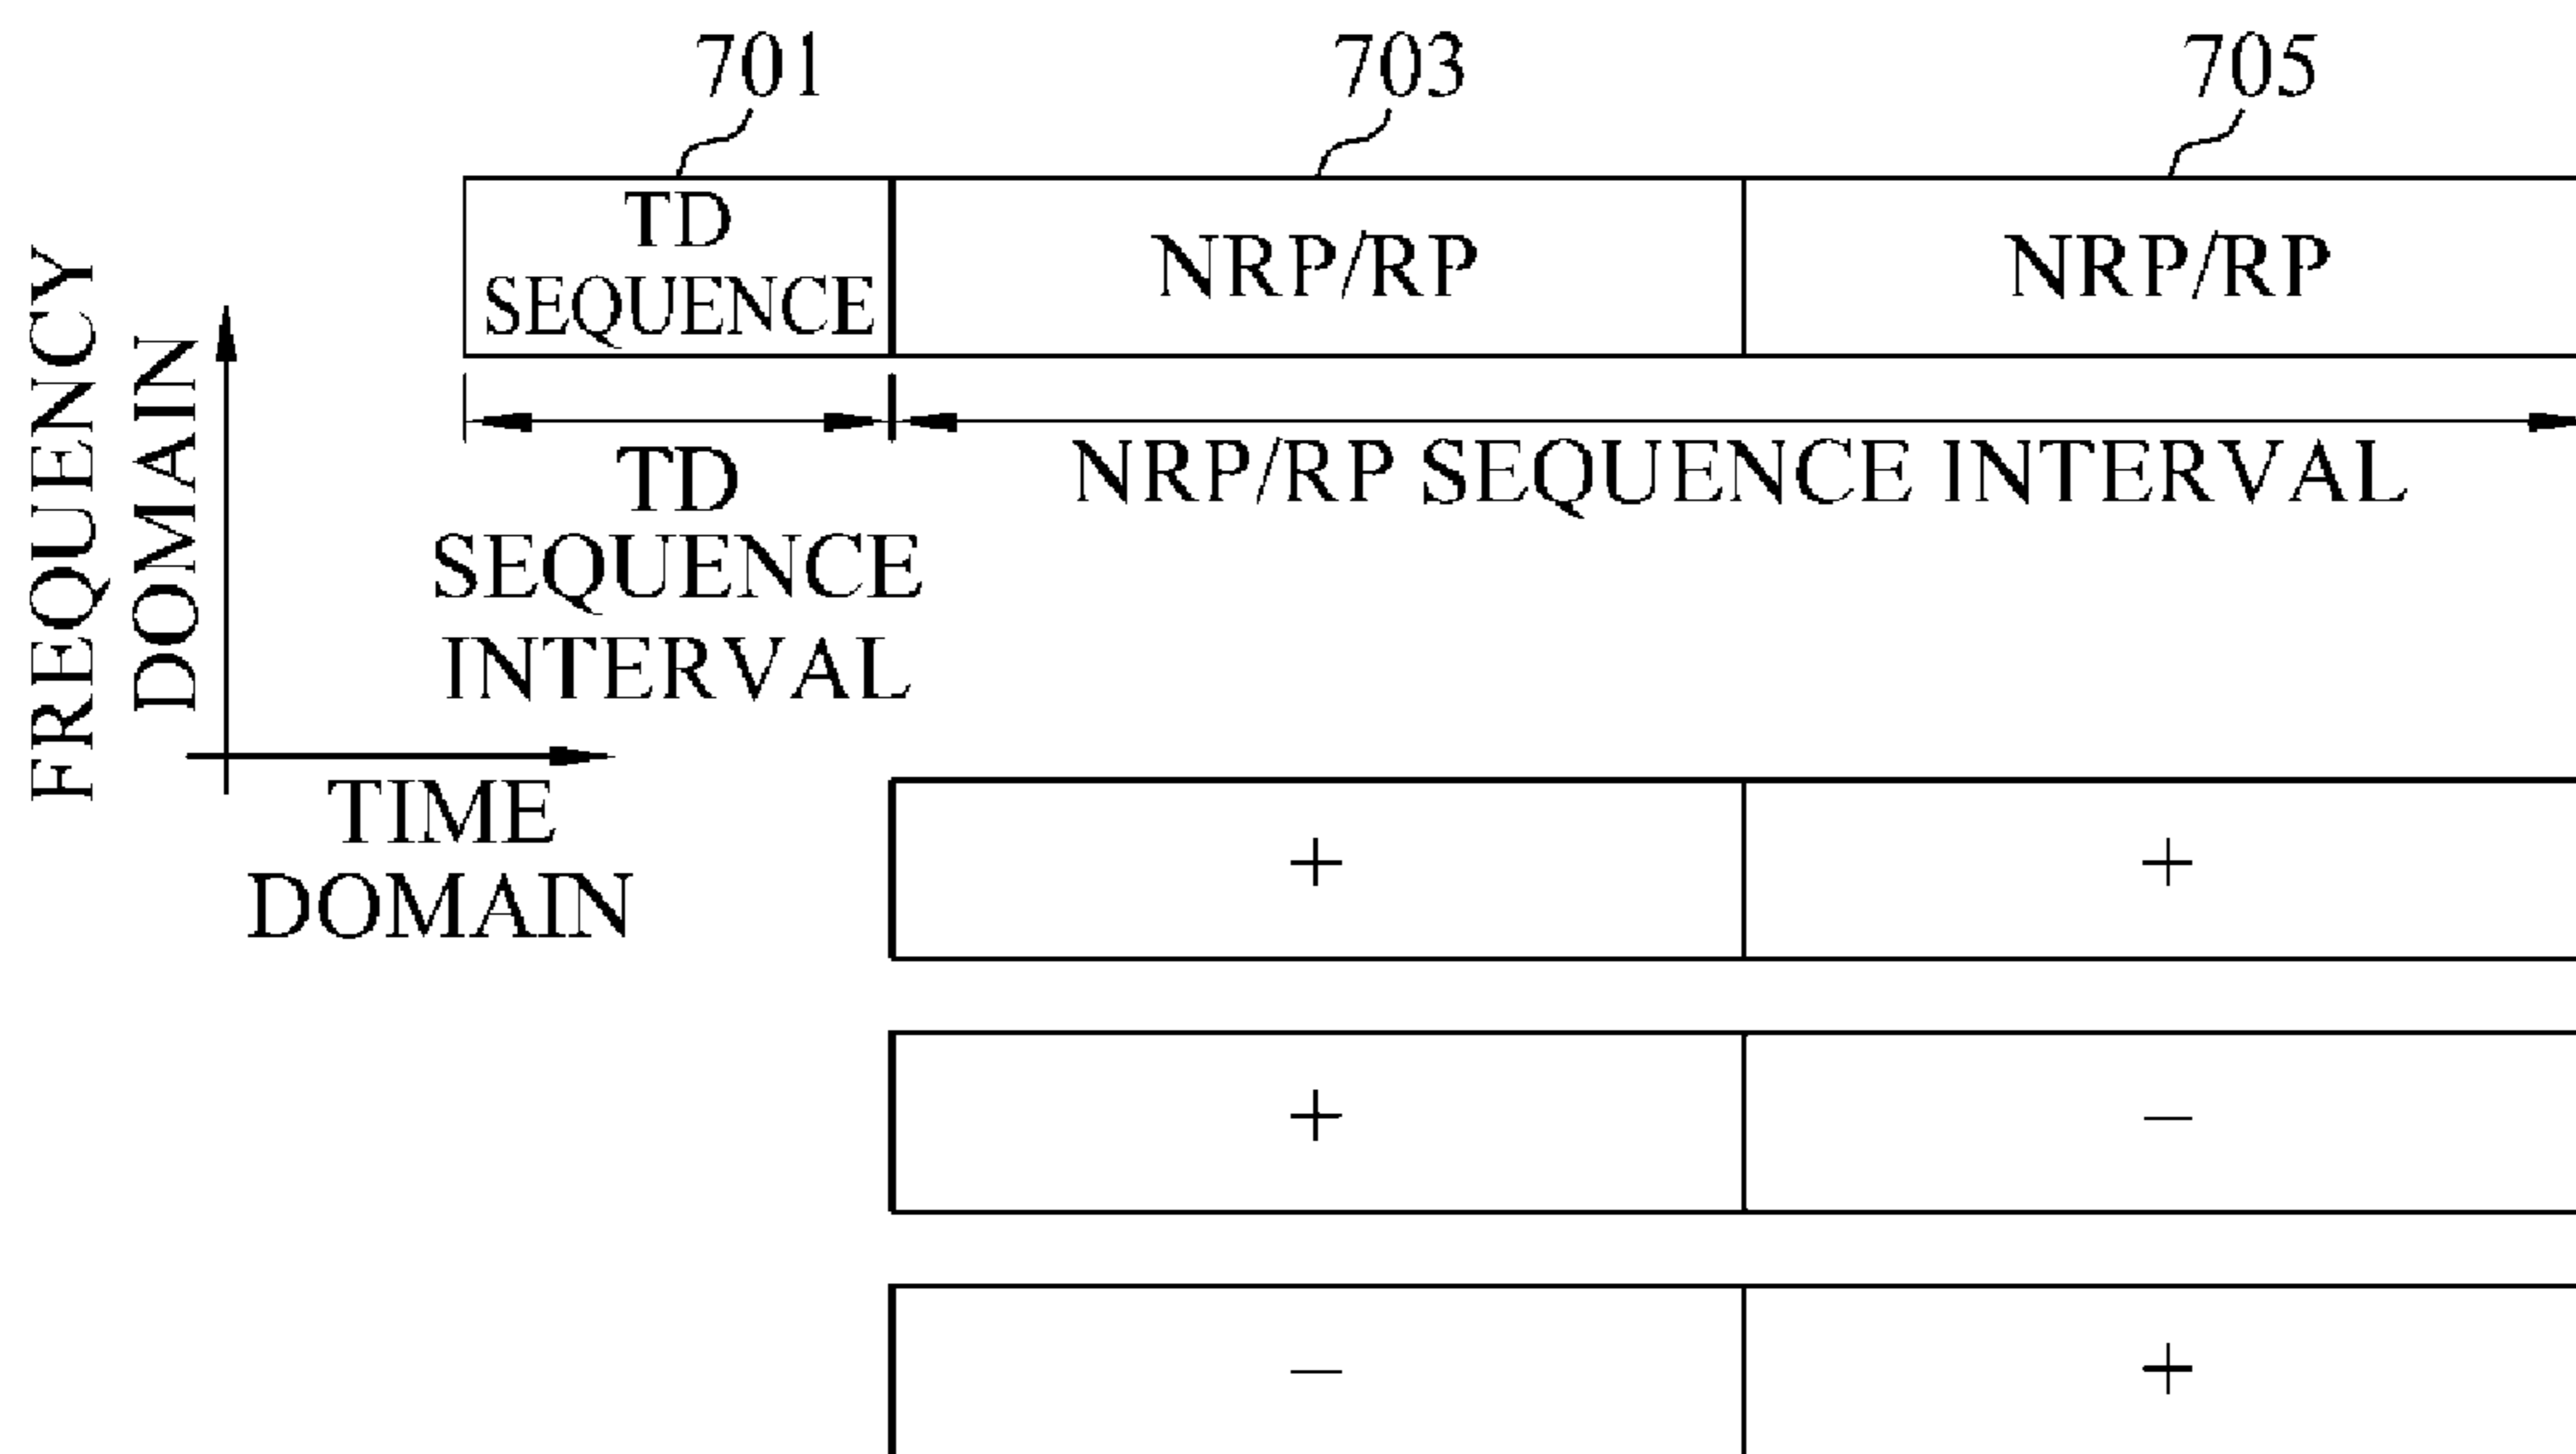 701
703
705
TD
SEQUENCE
NRP/RP
NRP/RP
FREQUENCY
DOMAIN
TD
SEQUENCE
INTERVAL
NRP/RP SEQUENCE INTERVAL
TIME
DOMAIN
+ +
+ −
− +